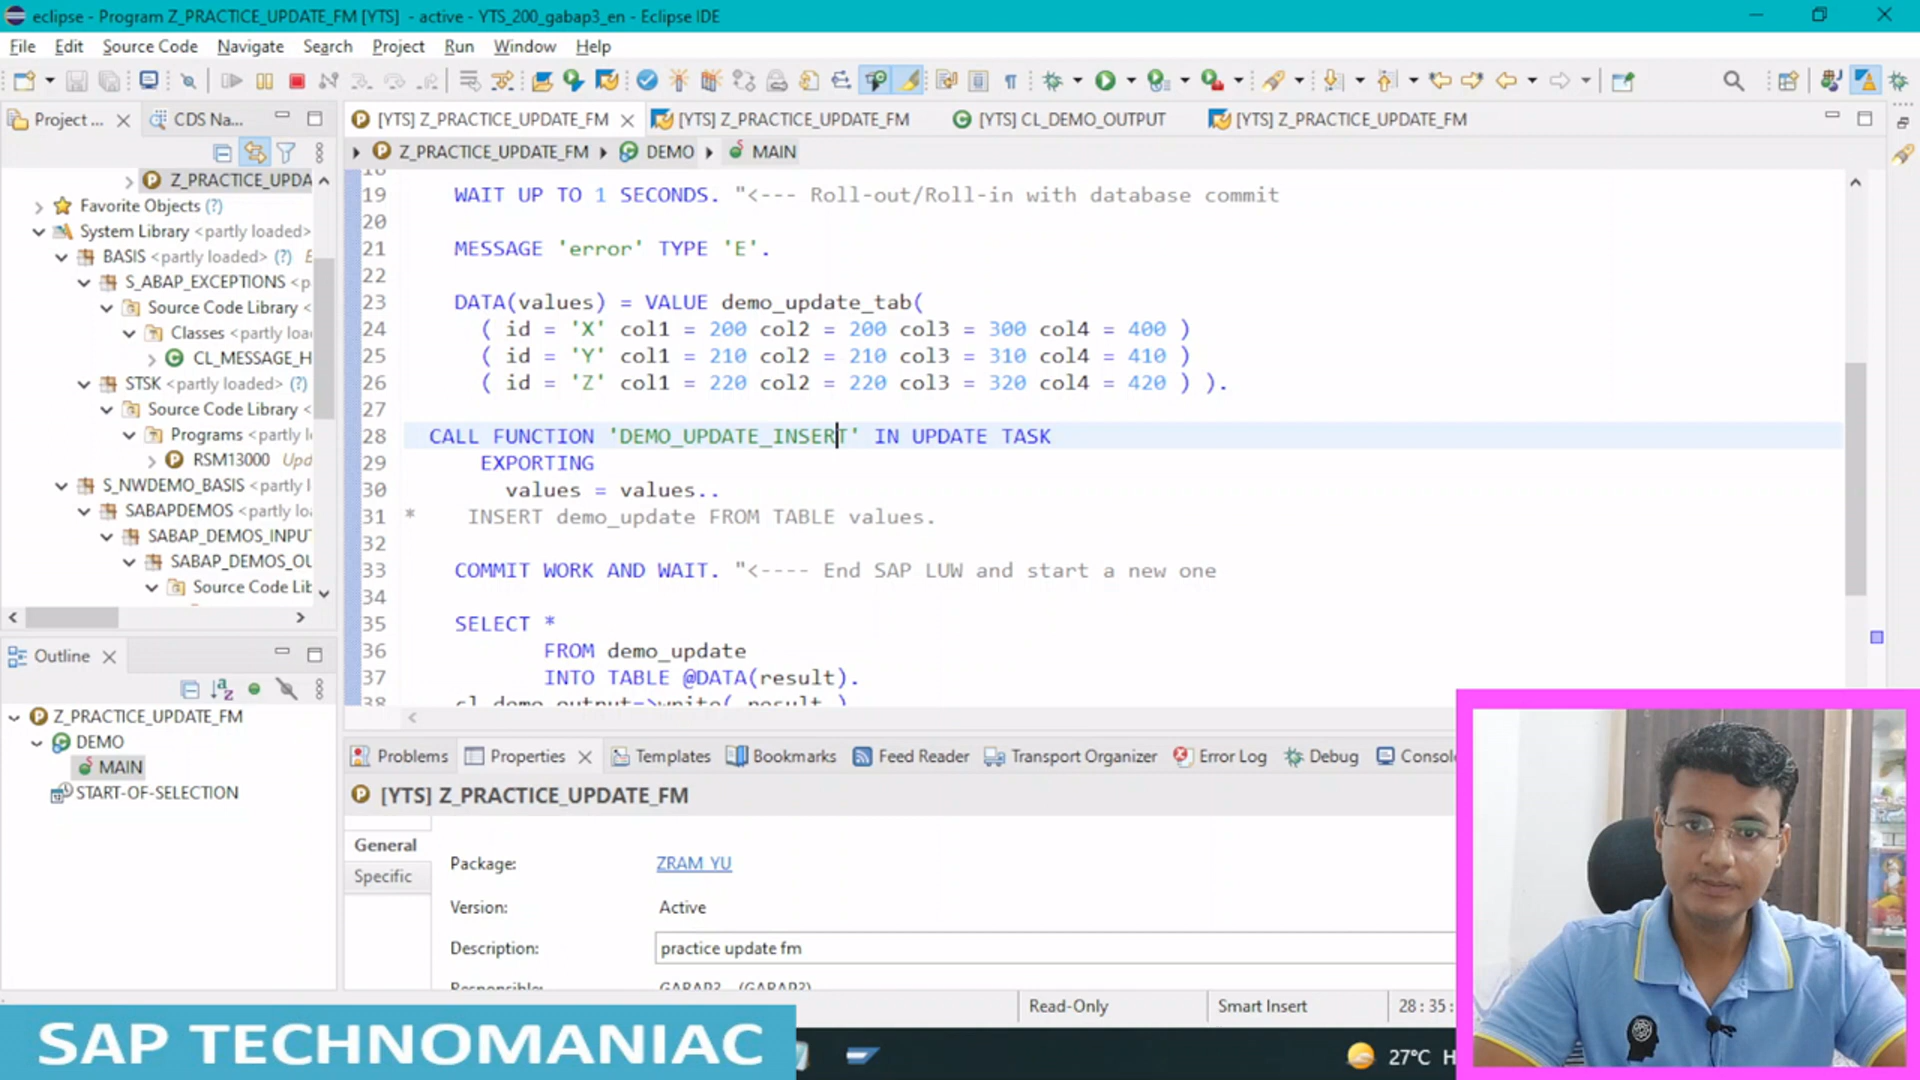 eclipse - Program Z_PRACTICE_UPDATE_FM [YTS] - active - YTS_200_gabap3_en - Eclipse IDE
File Edit Source Code Navigate Search Project Run Window Help
Project ... CDS Na...
[YTS] Z_PRACTICE_UPDATE_FM [YTS] Z_PRACTICE_UPDATE_FM [YTS] CL_DEMO_OUTPUT [YTS] Z_PRACTICE_UPDATE_FM
Z_PRACTICE_UPDATE_FM DEMO MAIN
Z_PRACTICE_UPDA
Favorite Objects (?)
System Library <partly loaded>
BASIS <partly loaded> (?)
S_ABAP_EXCEPTIONS <p
Source Code Library <
Classes <partly loa
CL_MESSAGE_H
STSK <partly loaded> (?)
Source Code Library <
Programs <partly
RSM13000 Upd
S_NWDEMO_BASIS <partly l
SABAPDEMOS <partly lo
SABAP_DEMOS_INPU
SABAP_DEMOS_OU
Source Code Lib
18
19 WAIT UP TO 1 SECONDS. "<--- Roll-out/Roll-in with database commit
20
21 MESSAGE 'error' TYPE 'E'.
22
23 DATA(values) = VALUE demo_update_tab(
24 ( id = 'X' col1 = 200 col2 = 200 col3 = 300 col4 = 400 )
25 ( id = 'Y' col1 = 210 col2 = 210 col3 = 310 col4 = 410 )
26 ( id = 'Z' col1 = 220 col2 = 220 col3 = 320 col4 = 420 ) ).
27
28 CALL FUNCTION 'DEMO_UPDATE_INSERT' IN UPDATE TASK
29 EXPORTING
30 values = values..
31 * INSERT demo_update FROM TABLE values.
32
33 COMMIT WORK AND WAIT. "<---- End SAP LUW and start a new one
34
35 SELECT *
36 FROM demo_update
37 INTO TABLE @DATA(result).
38 cl_demo_output=>write( result )
Outline
Z_PRACTICE_UPDATE_FM
DEMO
MAIN
START-OF-SELECTION
Problems Properties Templates Bookmarks Feed Reader Transport Organizer Error Log Debug Consol
[YTS] Z_PRACTICE_UPDATE_FM
General
Specific
Package: ZRAM_YU
Version: Active
Description: practice update fm
Responsible: GABAP3 (GABAP3)
Read-Only Smart Insert 28 : 35 :
SAP TECHNOMANIAC
27°C H